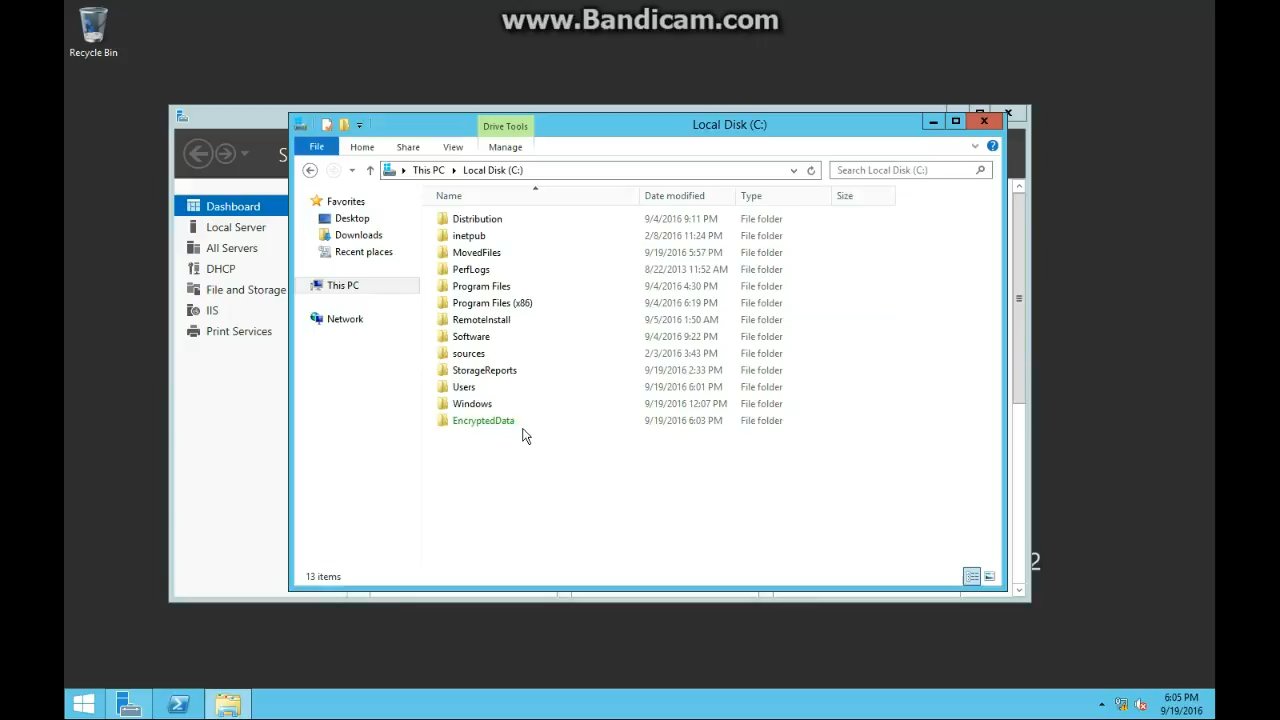 www.Bandicam.com
Recycle Bin
Drive Tools
Local Disk (C:)
File
Home
Share
View
Manage
This PC
Local Disk (C:)
Search Local Disk (C:)
S
Dashboard
Local Server
All Servers
DHCP
File and Storage
IIS
Print Services
Favorites
Desktop
Downloads
Recent places
This PC
Network
Name Date modified Type Size
Distribution 9/4/2016 9:11 PM File folder
inetpub 2/8/2016 11:24 PM File folder
MovedFiles 9/19/2016 5:57 PM File folder
PerfLogs 8/22/2013 11:52 AM File folder
Program Files 9/4/2016 4:30 PM File folder
Program Files (x86) 9/4/2016 6:19 PM File folder
RemoteInstall 9/5/2016 1:50 AM File folder
Software 9/4/2016 9:22 PM File folder
sources 2/3/2016 3:43 PM File folder
StorageReports 9/19/2016 2:33 PM File folder
Users 9/19/2016 6:01 PM File folder
Windows 9/19/2016 12:07 PM File folder
EncryptedData 9/19/2016 6:03 PM File folder
13 items
2
6:05 PM
9/19/2016